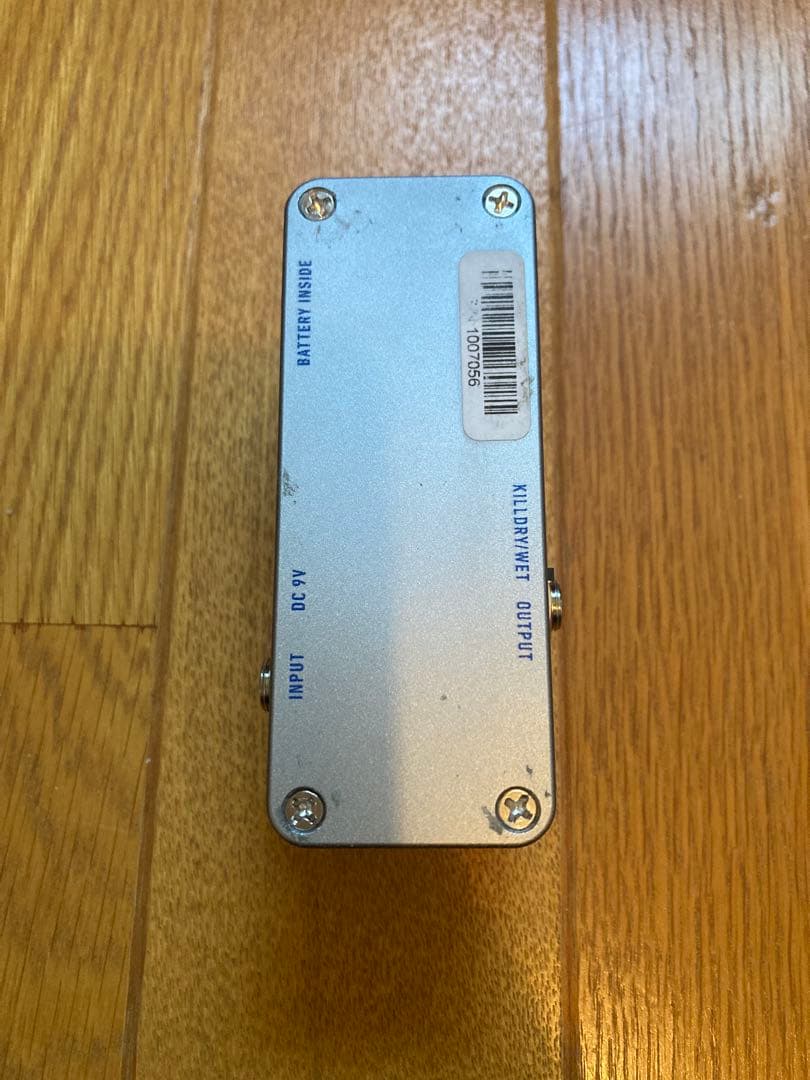 BATTERY INSIDE
1007056
KILLDRY/WET
DC 9V
OUTPUT
INPUT